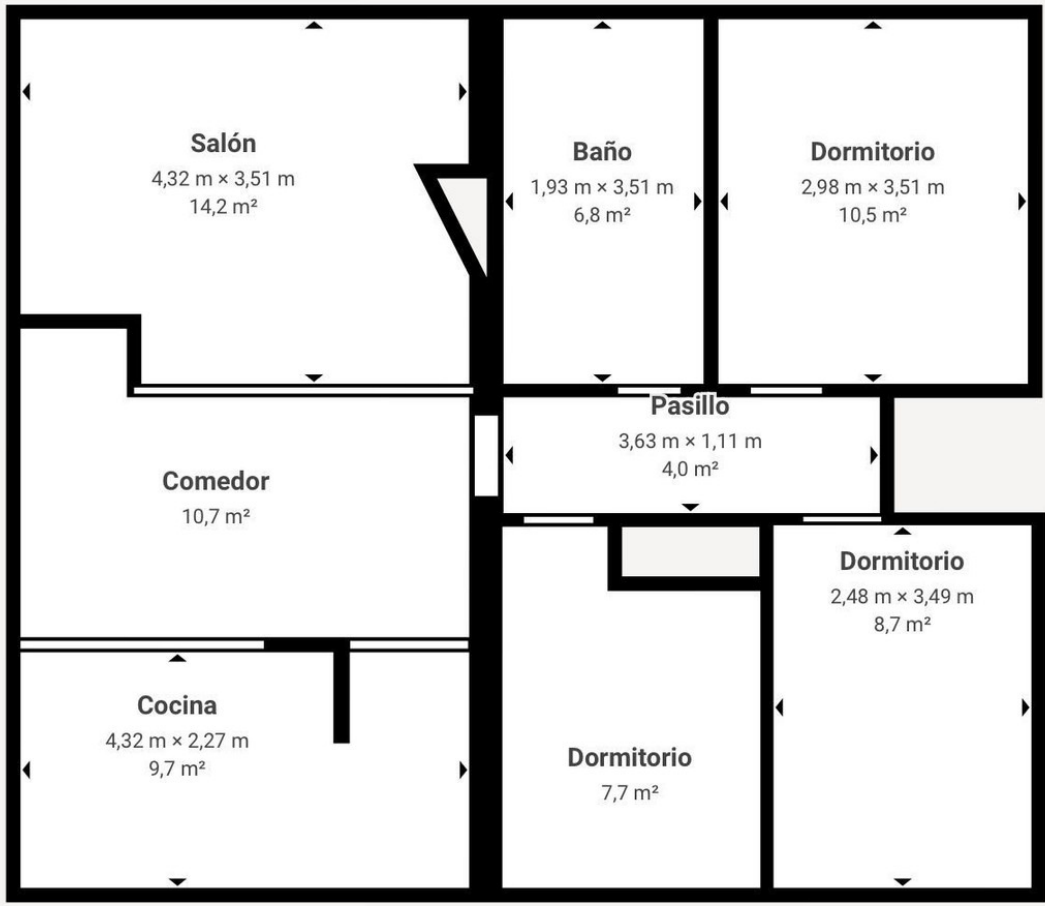 Salón
4,32 m × 3,51 m
14,2 m²
Baño
1,93 m × 3,51 m
6,8 m²
Dormitorio
2,98 m × 3,51 m
10,5 m²
Pasillo
3,63 m × 1,11 m
4,0 m²
Comedor
10,7 m²
Dormitorio
2,48 m × 3,49 m
8,7 m²
Cocina
4,32 m × 2,27 m
9,7 m²
Dormitorio
7,7 m²